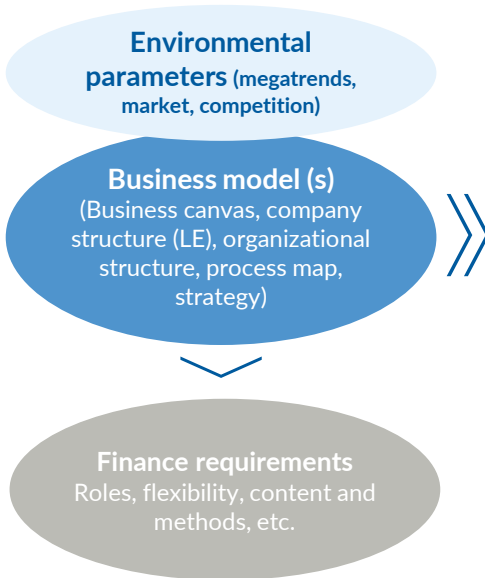 Environmental
parameters (megatrends,
market, competition)
Business model (s)
(Business canvas, company
structure (LE), organizational
structure, process map,
strategy)
Finance requirements
Roles, flexibility, content and
methods, etc.